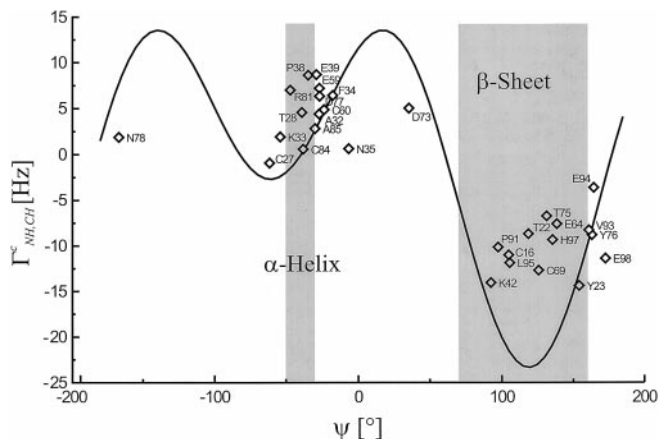 15
10
5
0
-5
-10
-15
-20
-25
-200
-100
0
100
200
Γᶜ NH,CH [Hz]
ψ [°]
α-Helix
β-Sheet
N78
P38
E39
E59
R81
F34
T28
C60
A32
K33
A85
C27
C84
N35
D73
E94
T75
E64
V93
T22
Y76
P91
H97
C16
L95
E98
C69
K42
Y23